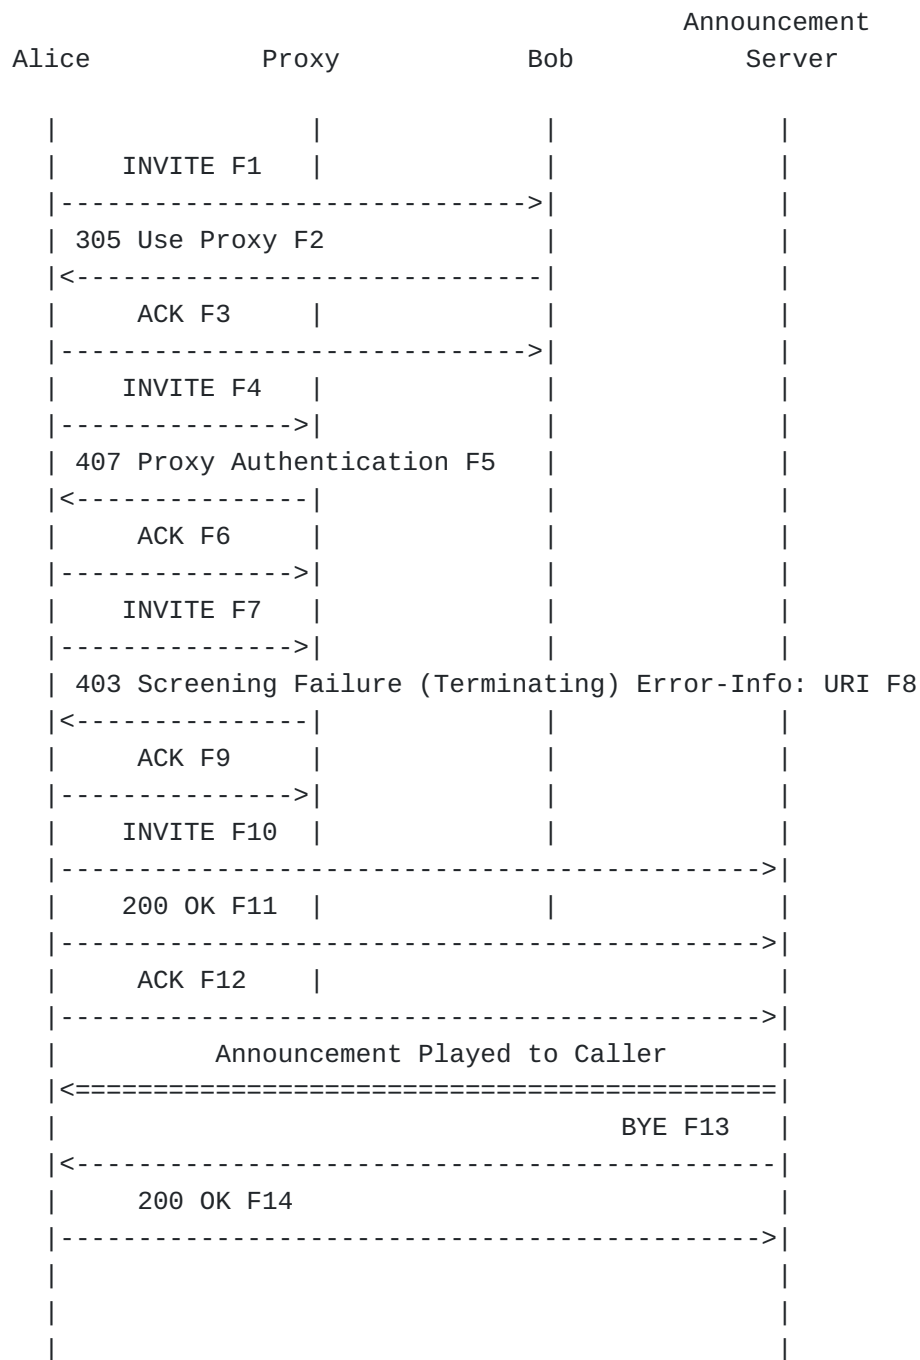 Announcement
Alice Proxy Bob Server
INVITE F1
305 Use Proxy F2
ACK F3
INVITE F4
407 Proxy Authentication F5
ACK F6
INVITE F7
403 Screening Failure (Terminating) Error-Info: URI F8
ACK F9
INVITE F10
200 OK F11
ACK F12
Announcement Played to Caller
BYE F13
200 OK F14